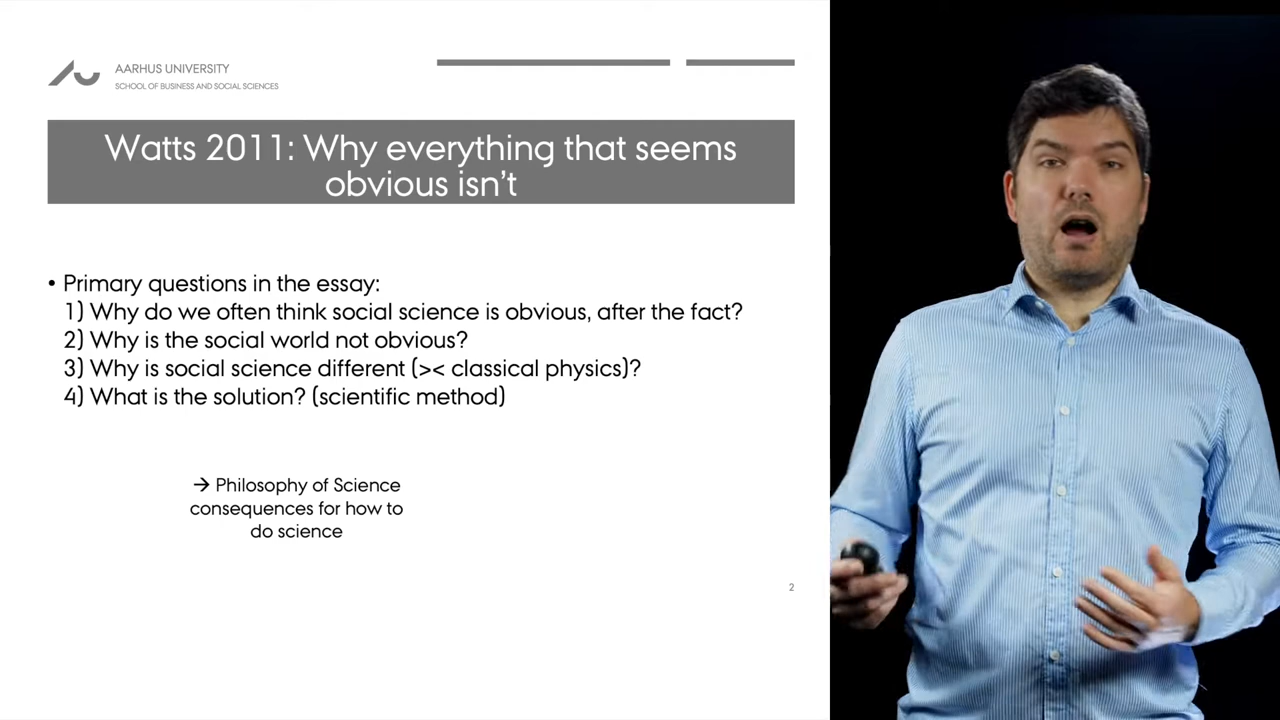 AARHUS UNIVERSITY
SCHOOL OF BUSINESS AND SOCIAL SCIENCES
Watts 2011: Why everything that seems
obvious isn’t
• Primary questions in the essay:
1) Why do we often think social science is obvious, after the fact?
2) Why is the social world not obvious?
3) Why is social science different (>< classical physics)?
4) What is the solution? (scientific method)
→ Philosophy of Science
consequences for how to
do science
2